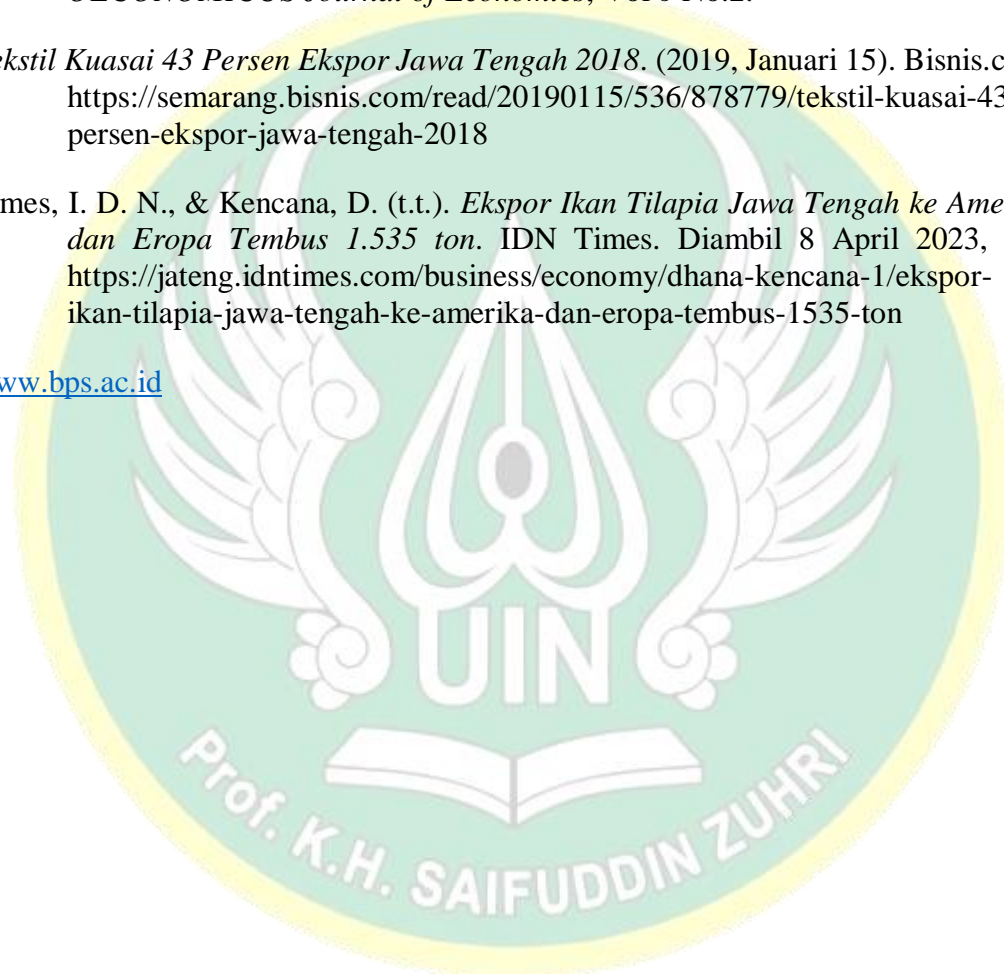 OECONOMICUS Journal of Economics, Vol 6 No.2.
ekstil Kuasai 43 Persen Ekspor Jawa Tengah 2018. (2019, Januari 15). Bisnis.c
https://semarang.bisnis.com/read/20190115/536/878779/tekstil-kuasai-43
persen-ekspor-jawa-tengah-2018
mes, I. D. N., & Kencana, D. (t.t.). Ekspor Ikan Tilapia Jawa Tengah ke Ame
dan Eropa Tembus 1.535 ton. IDN Times. Diambil 8 April 2023,
https://jateng.idntimes.com/business/economy/dhana-kencana-1/ekspor-
ikan-tilapia-jawa-tengah-ke-amerika-dan-eropa-tembus-1535-ton
ww.bps.ac.id
UIN
Prof. K.H. SAIFUDDIN ZUHRI